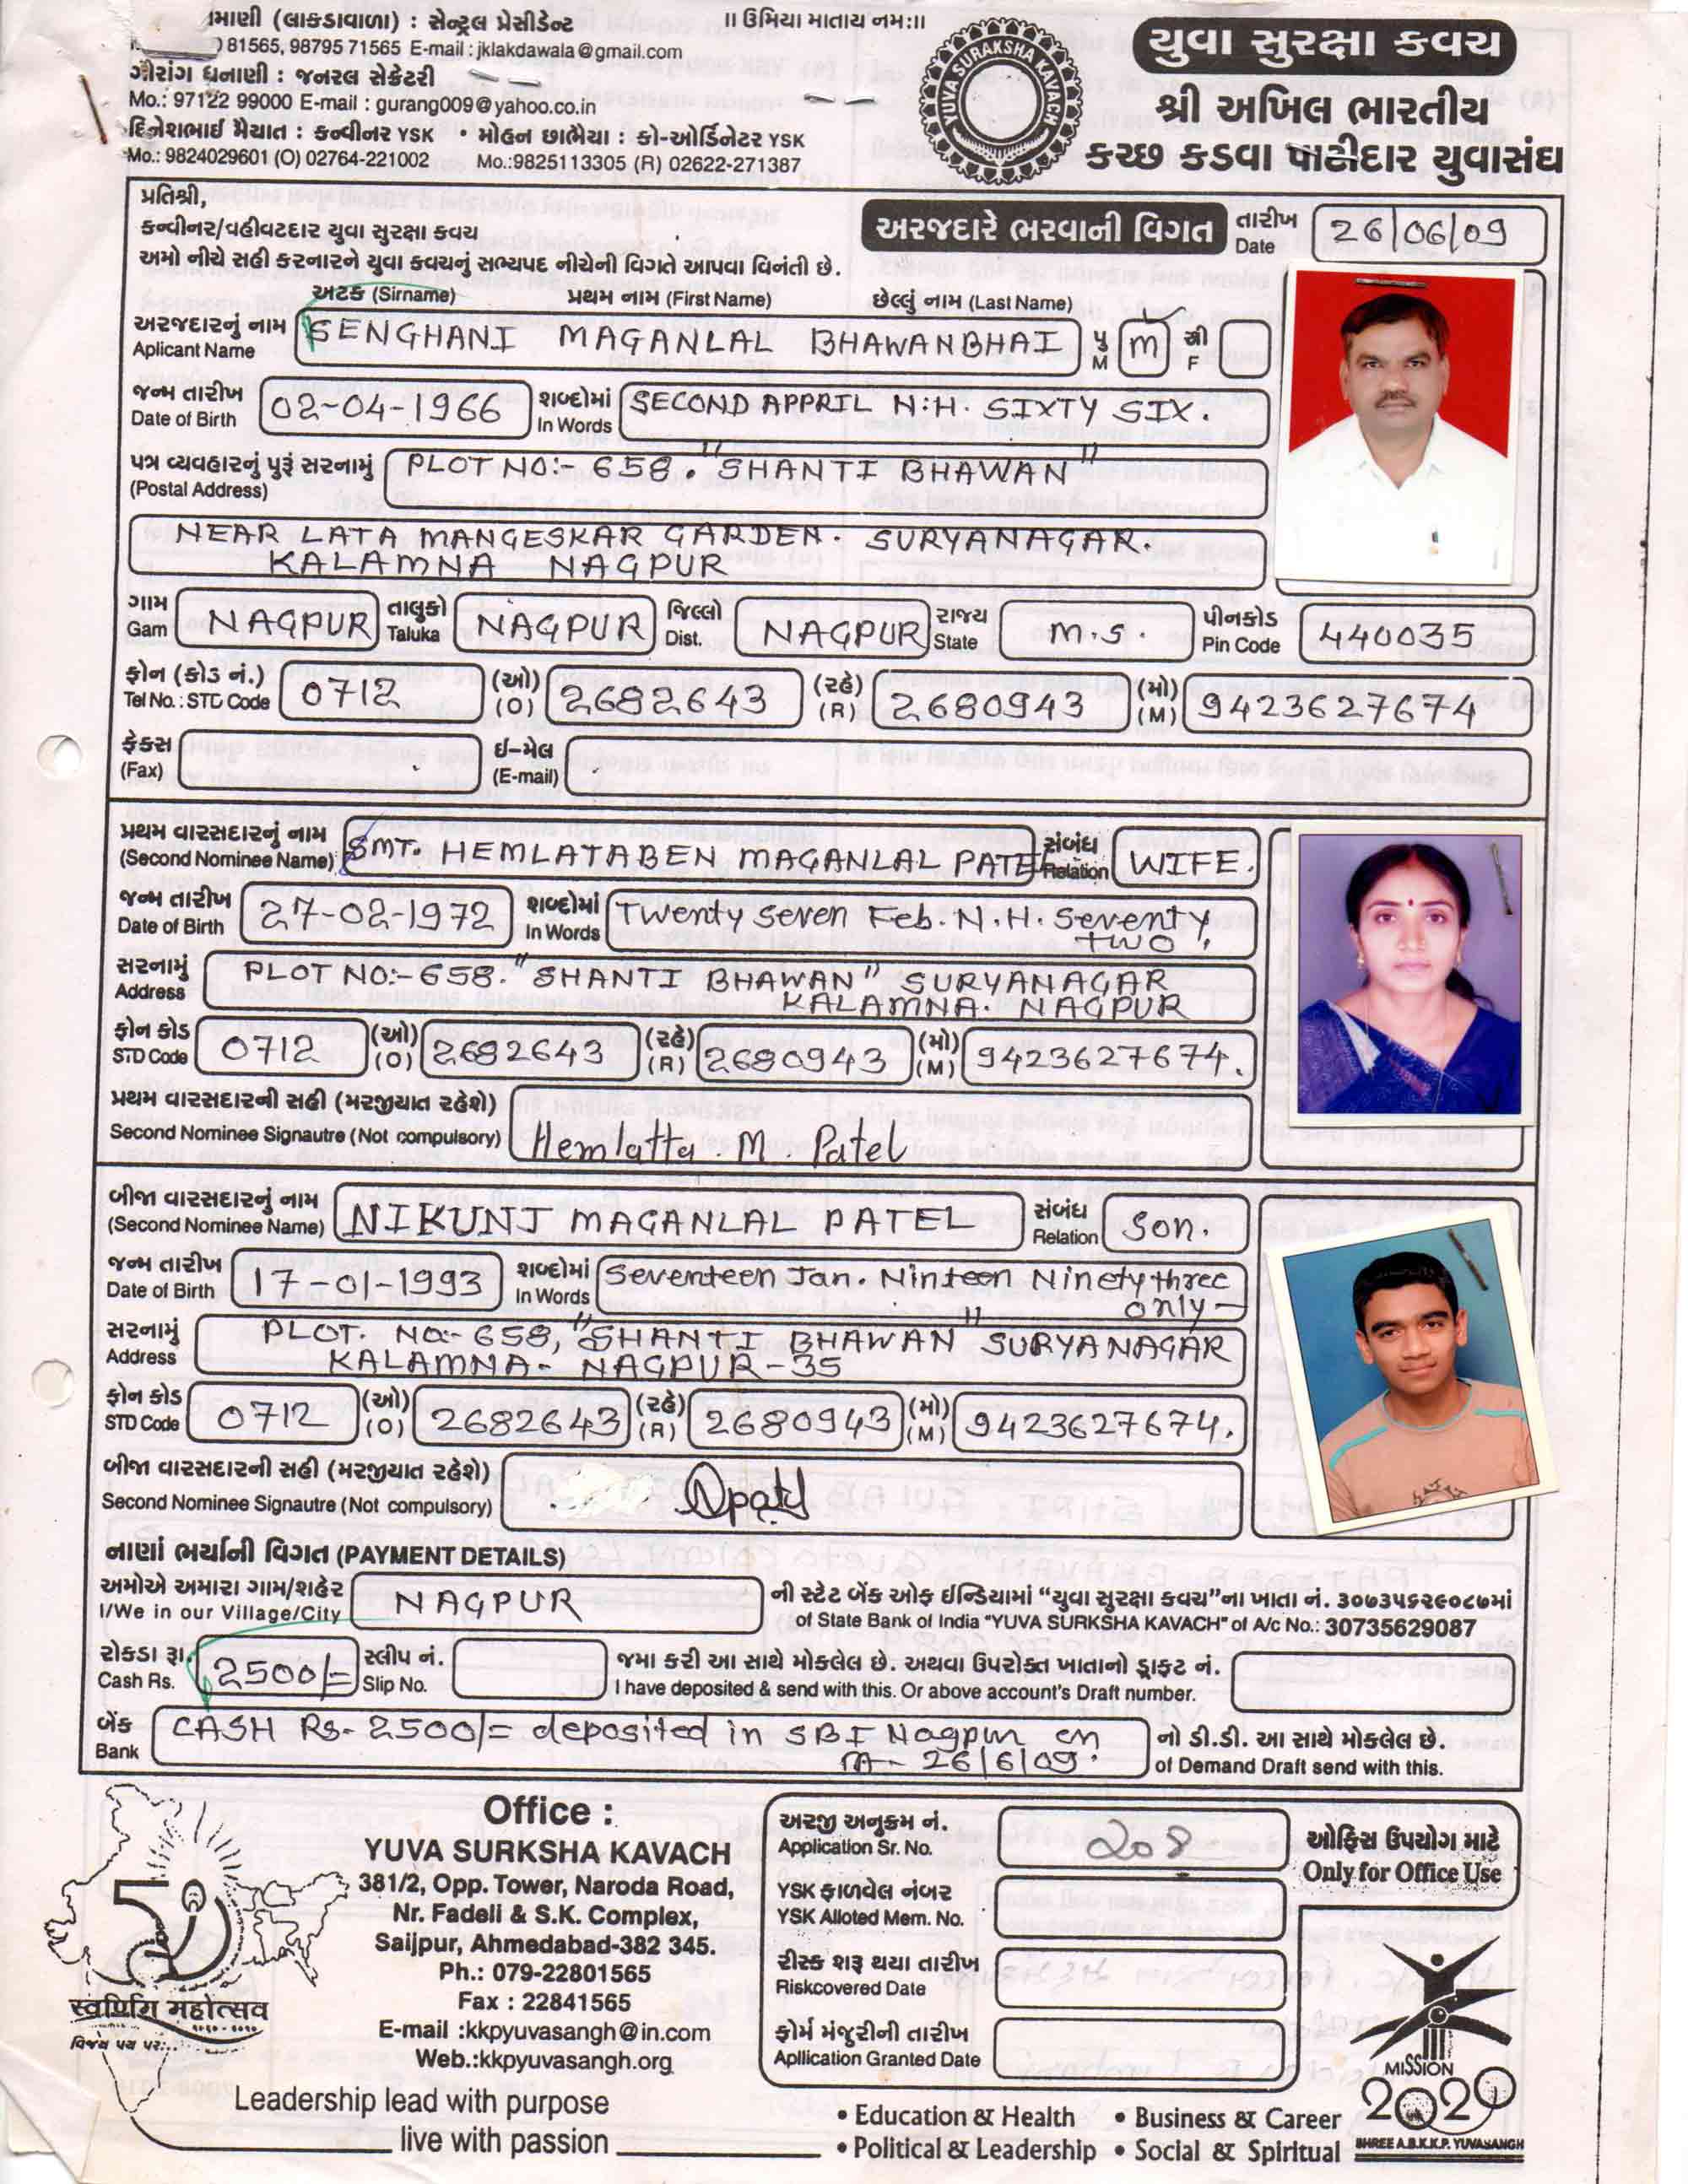 માણી (લાકડાવાળા) : સેન્ટ્રલ પ્રેસીડેન્ટ
॥ ઉમિયા માતાય નમઃ॥
81565, 98795 71565 E-mail : jklakdawala@gmail.com
ગૌરાંગ ધનાણી : જનરલ સેક્રેટરી
Mo.: 97122 99000 E-mail : gurang009@yahoo.co.in
દિનેશભાઈ મૈયાત : કન્વીનર YSK • મોહન છાભૈયા : કો-ઓર્ડિનેટર YSK
Mo.: 9824029601 (O) 02764-221002 Mo.:9825113305 (R) 02622-271387
YUVA SURAKSHA KAVACH
યુવા સુરક્ષા કવચ
શ્રી અખિલ ભારતીય
કચ્છ કડવા પાટીદાર યુવાસંઘ
પ્રતિશ્રી,
કન્વીનર/વહીવટદાર યુવા સુરક્ષા કવચ
અમો નીચે સહી કરનારને યુવા કવચનું સભ્યપદ નીચેની વિગતે આપવા વિનંતી છે.
અરજદારે ભરવાની વિગત
તારીખ Date 26/06/09
અટક (Sirname) પ્રથમ નામ (First Name) છેલ્લું નામ (Last Name)
અરજદારનું નામ SENGHANI MAGANLAL BHAWANBHAI પુ m સ્ત્રી
Aplicant Name M F
જન્મ તારીખ 02-04-1966 શબ્દોમાં SECOND APPRIL N.H. SIXTY SIX.
Date of Birth In Words
પત્ર વ્યવહારનું પુરૂં સરનામું PLOT NO:- 658. "SHANTI BHAWAN"
(Postal Address)
NEAR LATA MANGESKAR GARDEN. SURYANAGAR.
KALAMNA NAGPUR
ગામ NAGPUR તાલુકો NAGPUR જિલ્લો NAGPUR રાજ્ય M.S. પીનકોડ 440035
Gam Taluka Dist. State Pin Code
ફોન (કોડ નં.) 0712 (ઓ) 2682643 (રહે) 2680943 (મો) 9423627674
Tel No. : STD Code (O) (R) (M)
ફેક્સ ઈ-મેલ
(Fax) (E-mail)
પ્રથમ વારસદારનું નામ SMT. HEMLATABEN MAGANLAL PATEL સંબંધ WIFE.
(Second Nominee Name) Relation
જન્મ તારીખ 27-02-1972 શબ્દોમાં Twenty Seven Feb. N.H. Seventy
Date of Birth In Words TWO.
સરનામું PLOT NO:- 658. "SHANTI BHAWAN" SURYANAGAR
Address KALAMNA. NAGPUR
ફોન કોડ 0712 (ઓ) 2682643 (રહે) 2680943 (મો) 9423627674.
STD Code (O) (R) (M)
પ્રથમ વારસદારની સહી (મરજીયાત રહેશે)
Second Nominee Signautre (Not compulsory) Hemlatta . M . Patel
બીજા વારસદારનું નામ NIKUNJ MAGANLAL PATEL સંબંધ Son.
(Second Nominee Name) Relation
જન્મ તારીખ 17-01-1993 શબ્દોમાં Seventeen Jan. Ninteen Ninety three
Date of Birth In Words only—
સરનામું PLOT. NO:- 658, "SHANTI BHAWAN" SURYANAGAR
Address KALAMNA- NAGPUR-35
ફોન કોડ 0712 (ઓ) 2682643 (રહે) 2680943 (મો) 9423627674.
STD Code (O) (R) (M)
બીજા વારસદારની સહી (મરજીયાત રહેશે)
Second Nominee Signautre (Not compulsory) Npatel
નાણાં ભર્યાની વિગત (PAYMENT DETAILS)
અમોએ અમારા ગામ/શહેર NAGPUR ની સ્ટેટ બેંક ઓફ ઈન્ડિયામાં “યુવા સુરક્ષા કવચ”ના ખાતા નં. ૩૦૭૩૫૬૨૯૦૮૭માં
I/We in our Village/City of State Bank of India "YUVA SURKSHA KAVACH" of A/c No.: 30735629087
રોકડા રૂા. 2500/= સ્લીપ નં. જમા કરી આ સાથે મોકલેલ છે. અથવા ઉપરોક્ત ખાતાનો ડ્રાફ્ટ નં.
Cash Rs. Slip No. I have deposited & send with this. Or above account's Draft number.
બેંક CASH Rs- 2500/= deposited in SBI Nagpur on નો ડી.ડી. આ સાથે મોકલેલ છે.
Bank 26/6/09. of Demand Draft send with this.
50
स्वर्णिम महोत्सव
Office :
YUVA SURKSHA KAVACH
381/2, Opp. Tower, Naroda Road,
Nr. Fadeli & S.K. Complex,
Saijpur, Ahmedabad-382 345.
Ph.: 079-22801565
Fax : 22841565
E-mail :kkpyuvasangh@in.com
Web.:kkpyuvasangh.org
Leadership lead with purpose
live with passion
અરજી અનુક્રમ નં. 208
Application Sr. No.
ઓફિસ ઉપયોગ માટે
Only for Office Use
YSK ફાળવેલ નંબર
YSK Alloted Mem. No.
રીસ્ક શરૂ થયા તારીખ
Riskcovered Date
ફોર્મ મંજુરીની તારીખ
Apllication Granted Date
MISSION
2020
SHREE A.B.K.K.P. YUVASANGH
• Education & Health • Business & Career
• Political & Leadership • Social & Spiritual